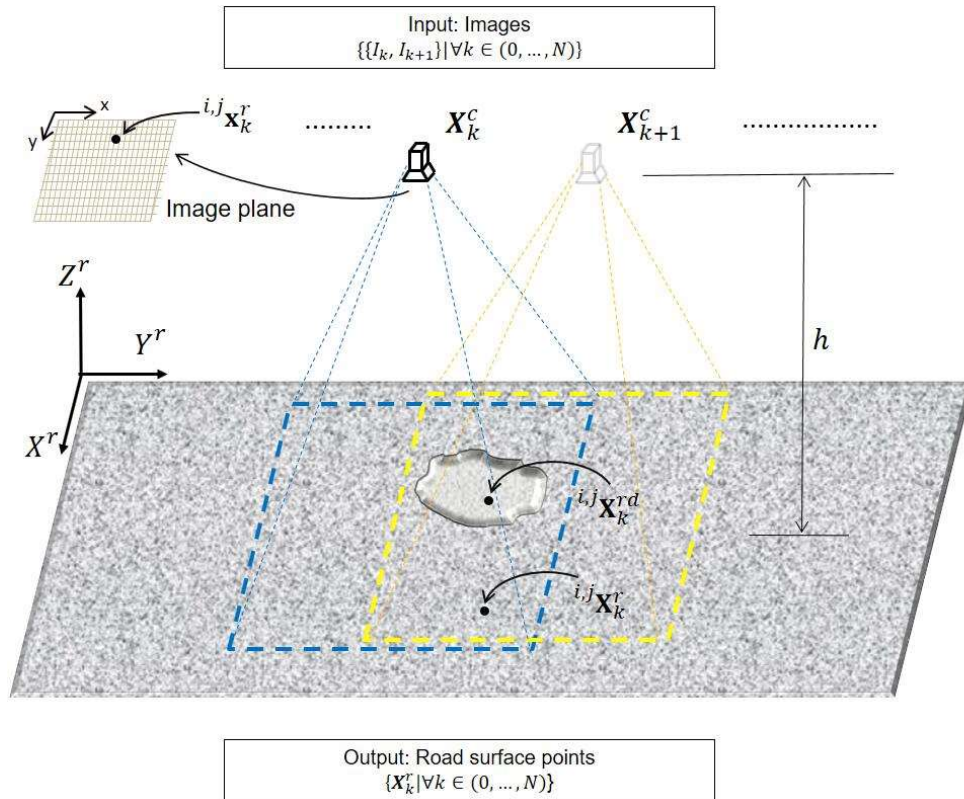 Input: Images
{{I_k, I_{k+1}}|∀k ∈ (0, ..., N)}
x
^{i,j}x_k^r
..........
X_k^c
X_{k+1}^c
....................
y
Image plane
Z^r
Y^r
h
X^r
^{i,j}X_k^{rd}
^{i,j}X_k^r
Output: Road surface points
{X_k^r|∀k ∈ (0, ..., N)}